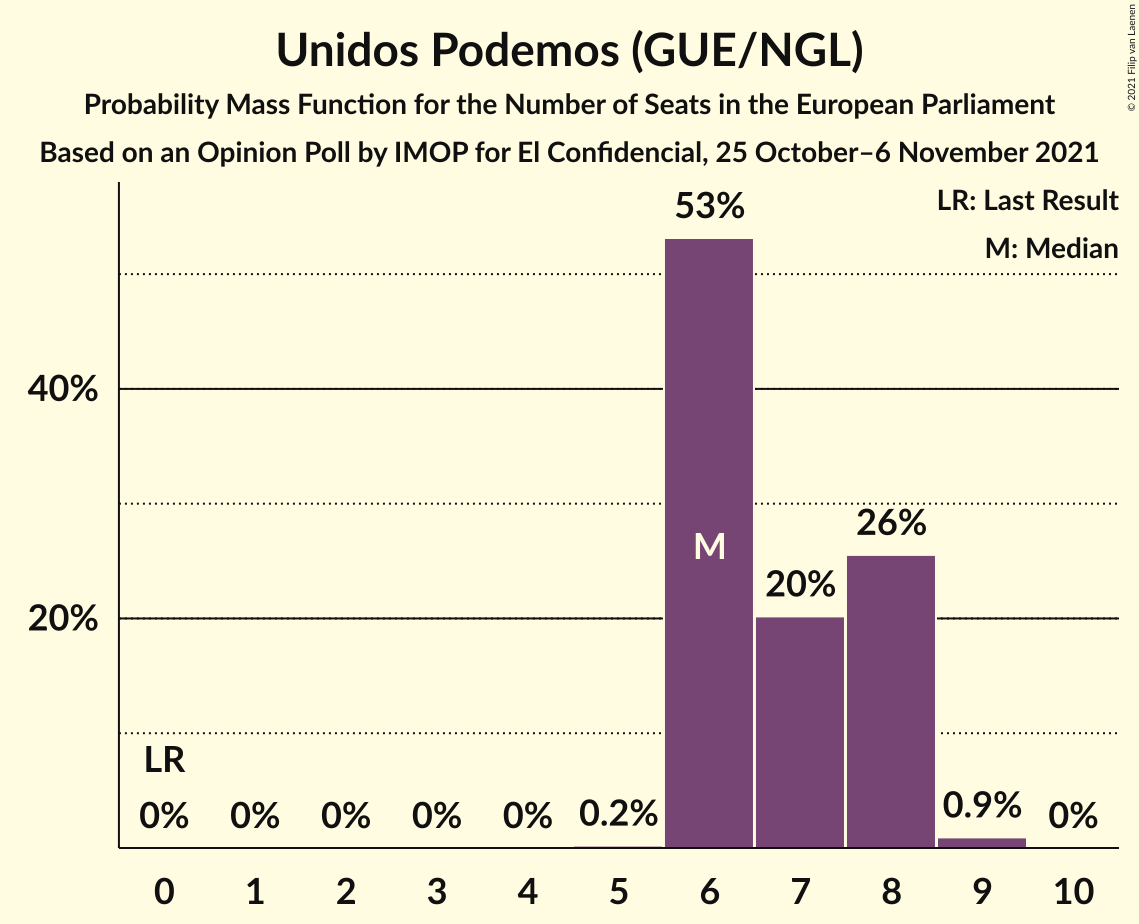 Unidos Podemos (GUE/NGL)
Probability Mass Function for the Number of Seats in the European Parliament
Based on an Opinion Poll by IMOP for El Confidencial, 25 October–6 November 2021
© 2021 Filip van Laenen
LR: Last Result
M: Median
53%
40%
26%
M
20%
20%
LR
0% 0% 0% 0% 0% 0.2% 0.9% 0%
0 1 2 3 4 5 6 7 8 9 10